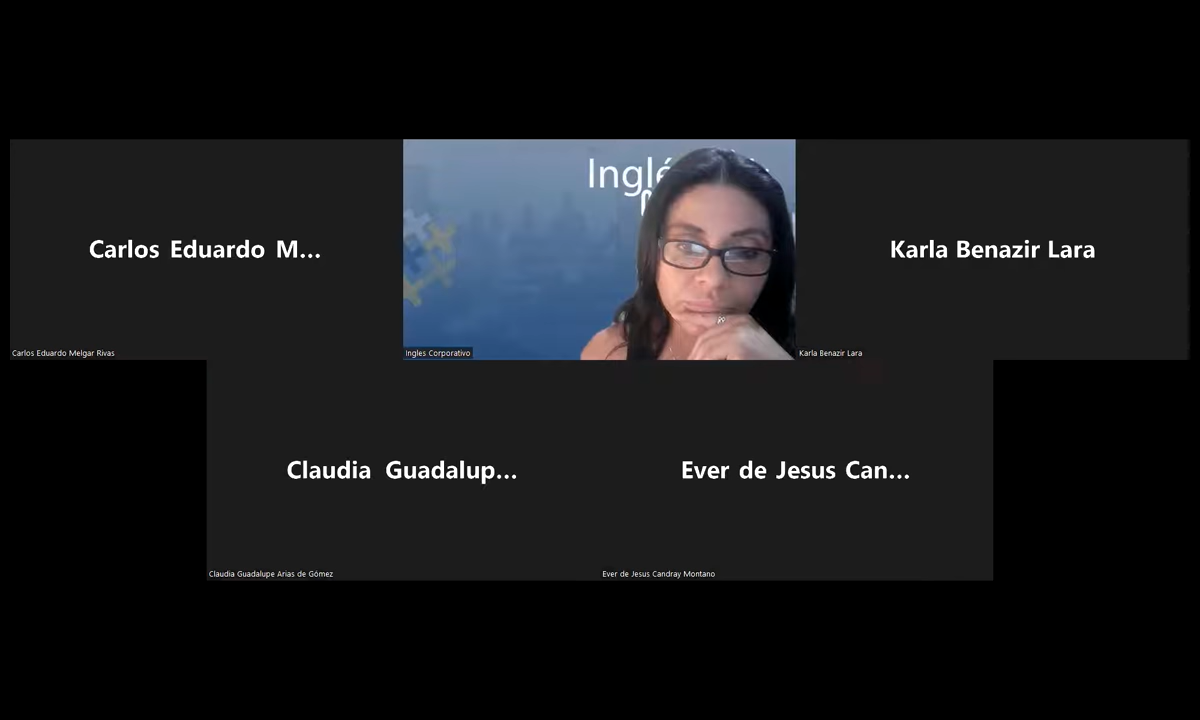 Carlos Eduardo M...
Carlos Eduardo Melgar Rivas
Inglé
Ingles Corporativo
Karla Benazir Lara
Karla Benazir Lara
Claudia Guadalup...
Claudia Guadalupe Arias de Gómez
Ever de Jesus Can...
Ever de Jesus Candray Montano